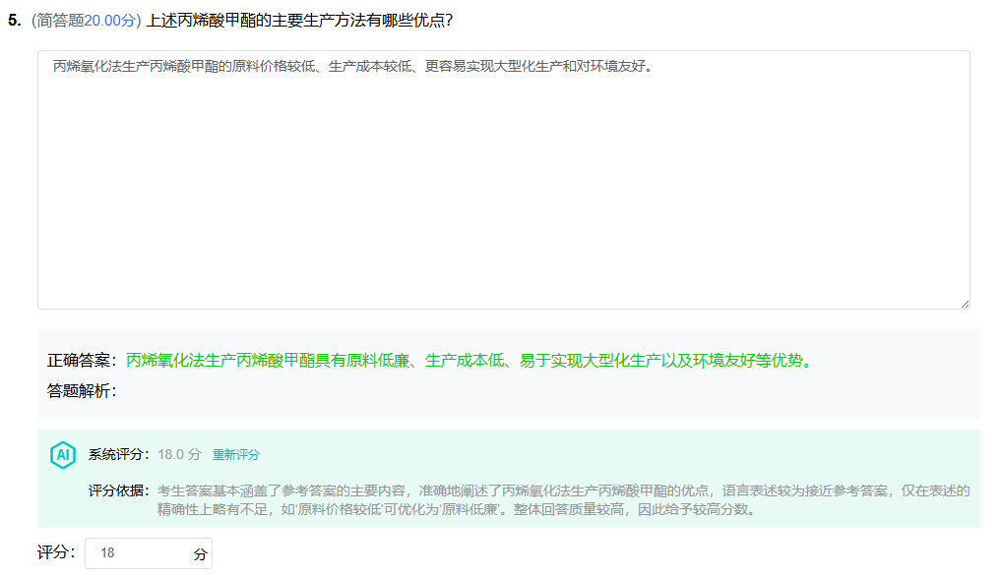 5. (简答题20.00分) 上述丙烯酸甲酯的主要生产方法有哪些优点?
丙烯氧化法生产丙烯酸甲酯的原料价格较低、生产成本较低、更容易实现大型化生产和对环境友好。
正确答案：丙烯氧化法生产丙烯酸甲酯具有原料低廉、生产成本低、易于实现大型化生产以及环境友好等优势。
答题解析：
AI 系统评分：18.0 分 重新评分
评分依据：考生答案基本涵盖了参考答案的主要内容，准确地阐述了丙烯氧化法生产丙烯酸甲酯的优点，语言表述较为接近参考答案，仅在表述的
精确性上略有不足，如'原料价格较低'可优化为'原料低廉'。整体回答质量较高，因此给予较高分数。
评分： 18 分